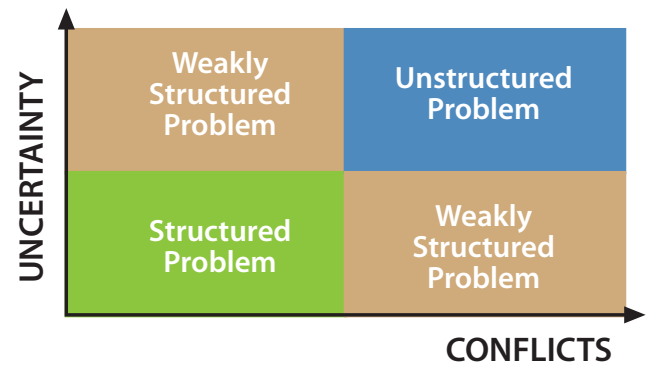 UNCERTAINTY
Weakly
Structured
Problem
Unstructured
Problem
Structured
Problem
Weakly
Structured
Problem
CONFLICTS